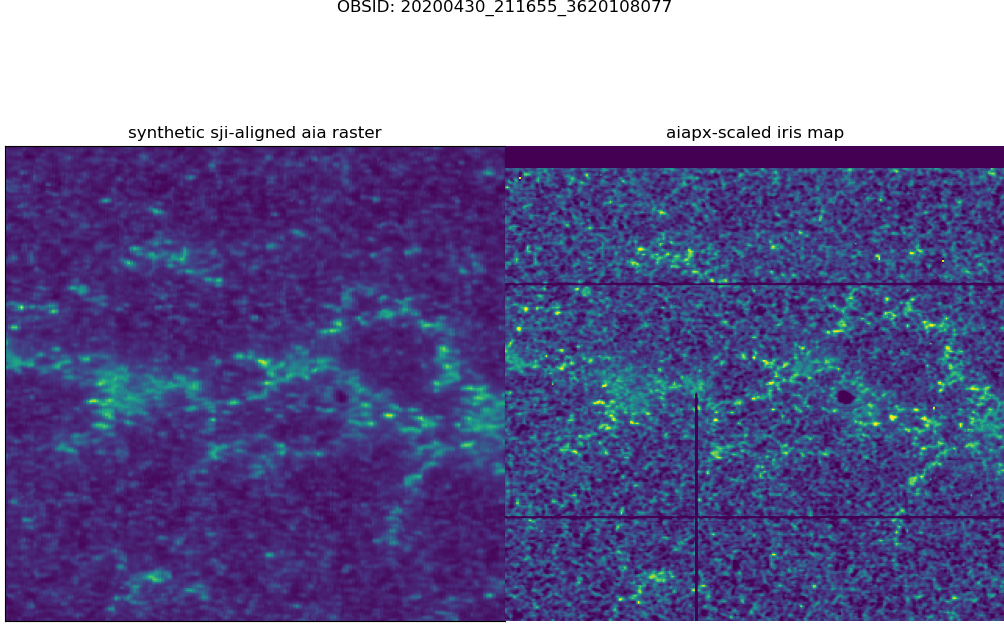 OBSID: 20200430_211655_3620108077
synthetic sji-aligned aia raster
aiapx-scaled iris map